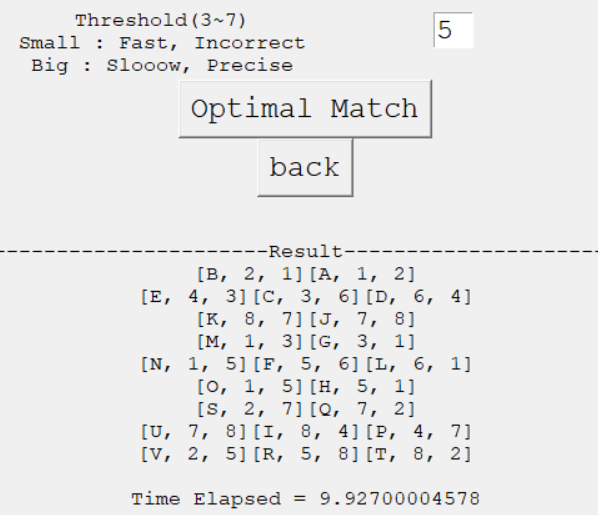 Threshold(3~7)
Small : Fast, Incorrect
Big : Slooow, Precise
5
Optimal Match
back
-----------------------Result-----------------------
[B, 2, 1][A, 1, 2]
[E, 4, 3][C, 3, 6][D, 6, 4]
[K, 8, 7][J, 7, 8]
[M, 1, 3][G, 3, 1]
[N, 1, 5][F, 5, 6][L, 6, 1]
[O, 1, 5][H, 5, 1]
[S, 2, 7][Q, 7, 2]
[U, 7, 8][I, 8, 4][P, 4, 7]
[V, 2, 5][R, 5, 8][T, 8, 2]
Time Elapsed = 9.92700004578